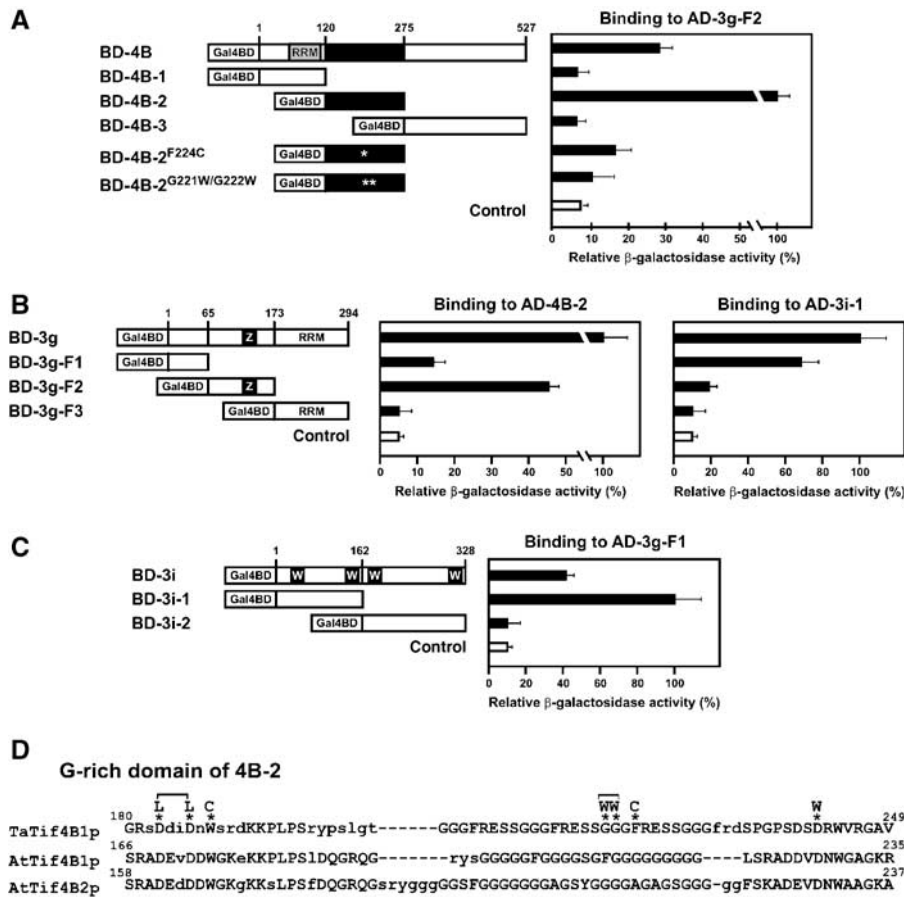 A
Binding to AD-3g-F2
1 120 275 527
BD-4B Gal4BD RRM
BD-4B-1 Gal4BD
BD-4B-2 Gal4BD
BD-4B-3 Gal4BD
BD-4B-2F224C Gal4BD *
BD-4B-2G221W/G222W Gal4BD **
Control
0 10 20 30 40 50 100
Relative β-galactosidase activity (%)
B
Binding to AD-4B-2
Binding to AD-3i-1
1 65 173 294
BD-3g Gal4BD Z RRM
BD-3g-F1 Gal4BD
BD-3g-F2 Gal4BD Z
BD-3g-F3 Gal4BD RRM
Control
0 10 20 30 40 50 100
Relative β-galactosidase activity (%)
0 20 40 60 80 100
Relative β-galactosidase activity (%)
C
Binding to AD-3g-F1
1 162 328
BD-3i Gal4BD W W W W
BD-3i-1 Gal4BD
BD-3i-2 Gal4BD
Control
0 20 40 60 80 100
Relative β-galactosidase activity (%)
D
G-rich domain of 4B-2
L L C WW C W
180 * * * ** * * 249
TaTif4B1p GRsDdiDnWsrdKKPLPSrypslgt------GGGFRESSGGGFRESSGGGFRESSGGGfrdSPGPSDSDRWVRGAV
166 235
AtTif4B1p SRADEvDDWGKeKKPLPSlDQGRQG------rysGGGGGFGGGGSGFGGGGGGGGG----LSRADDVDNWGAGKR
158 237
AtTif4B2p SRADEdDDWGKgKKsLPSfDQGRQGsryggggGGSFGGGGGGGAGSYGGGGAGAGSGGG-ggFSKADEVDNWAAGKA